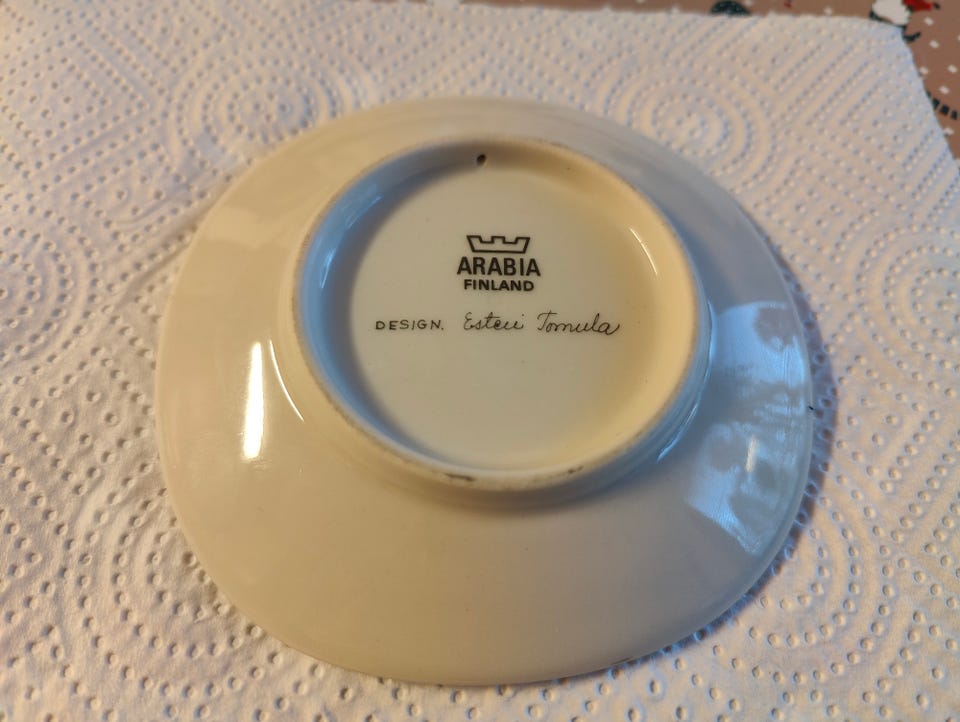 ARABIA
FINLAND
DESIGN. Esteri Tomula